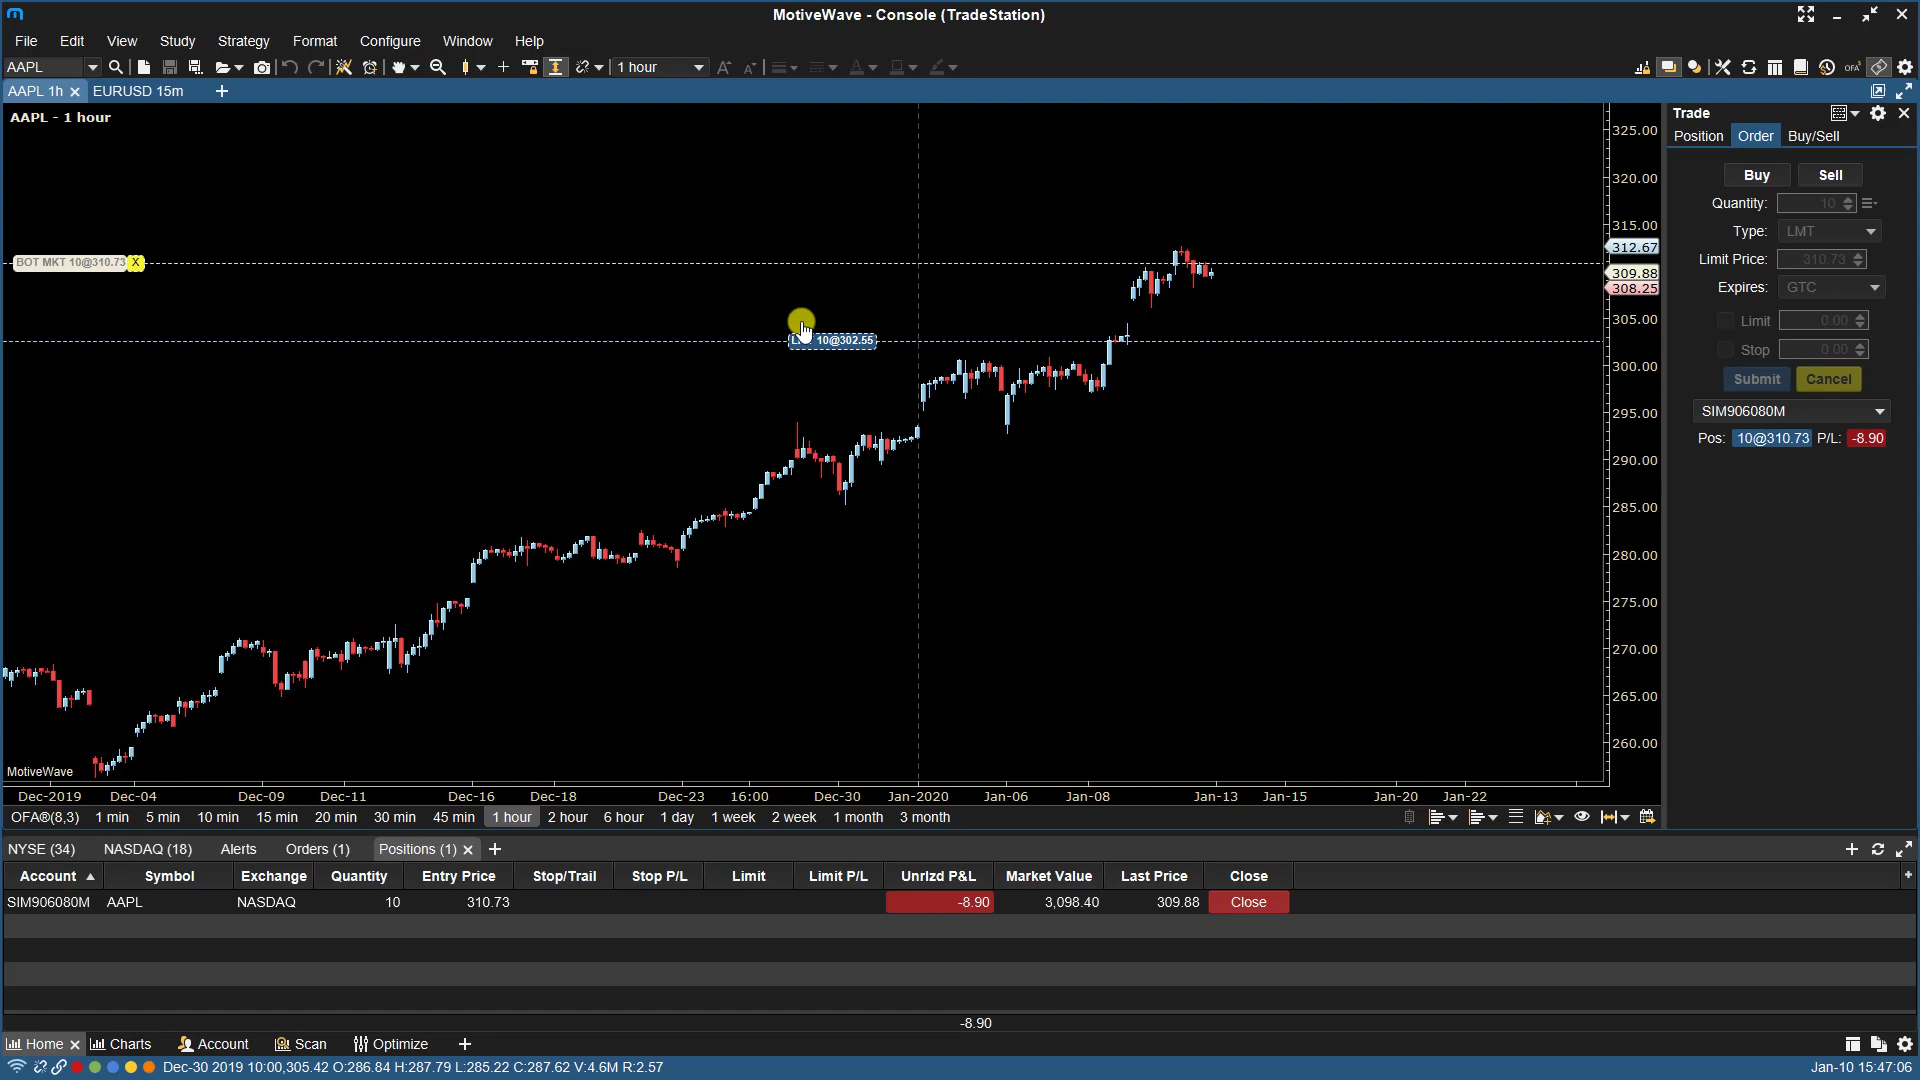 MotiveWave - Console (TradeStation)
File Edit View Study Strategy Format Configure Window Help
AAPL 1 hour
AAPL 1h EURUSD 15m
AAPL - 1 hour
325.00
320.00
315.00
312.67
309.88
308.25
305.00
300.00
295.00
290.00
285.00
280.00
275.00
270.00
265.00
260.00
BOT MKT 10@310.73 X
10@302.55
MotiveWave
Dec-2019 Dec-04 Dec-09 Dec-11 Dec-16 Dec-18 Dec-23 16:00 Dec-30 Jan-2020 Jan-06 Jan-08 Jan-13 Jan-15 Jan-20 Jan-22
OFA®(8,3) 1 min 5 min 10 min 15 min 20 min 30 min 45 min 1 hour 2 hour 6 hour 1 day 1 week 2 week 1 month 3 month
Trade
Position Order Buy/Sell
Buy Sell
Quantity: 10
Type: LMT
Limit Price: 310.73
Expires: GTC
Limit 0.00
Stop 0.00
Submit Cancel
SIM906080M
Pos: 10@310.73 P/L: -8.90
NYSE (34) NASDAQ (18) Alerts Orders (1) Positions (1)
Account Symbol Exchange Quantity Entry Price Stop/Trail Stop P/L Limit Limit P/L Unrlzd P&L Market Value Last Price Close
SIM906080M AAPL NASDAQ 10 310.73 -8.90 3,098.40 309.88 Close
-8.90
Home Charts Account Scan Optimize
Dec-30 2019 10:00,305.42 O:286.84 H:287.79 L:285.22 C:287.62 V:4.6M R:2.57
Jan-10 15:47:06